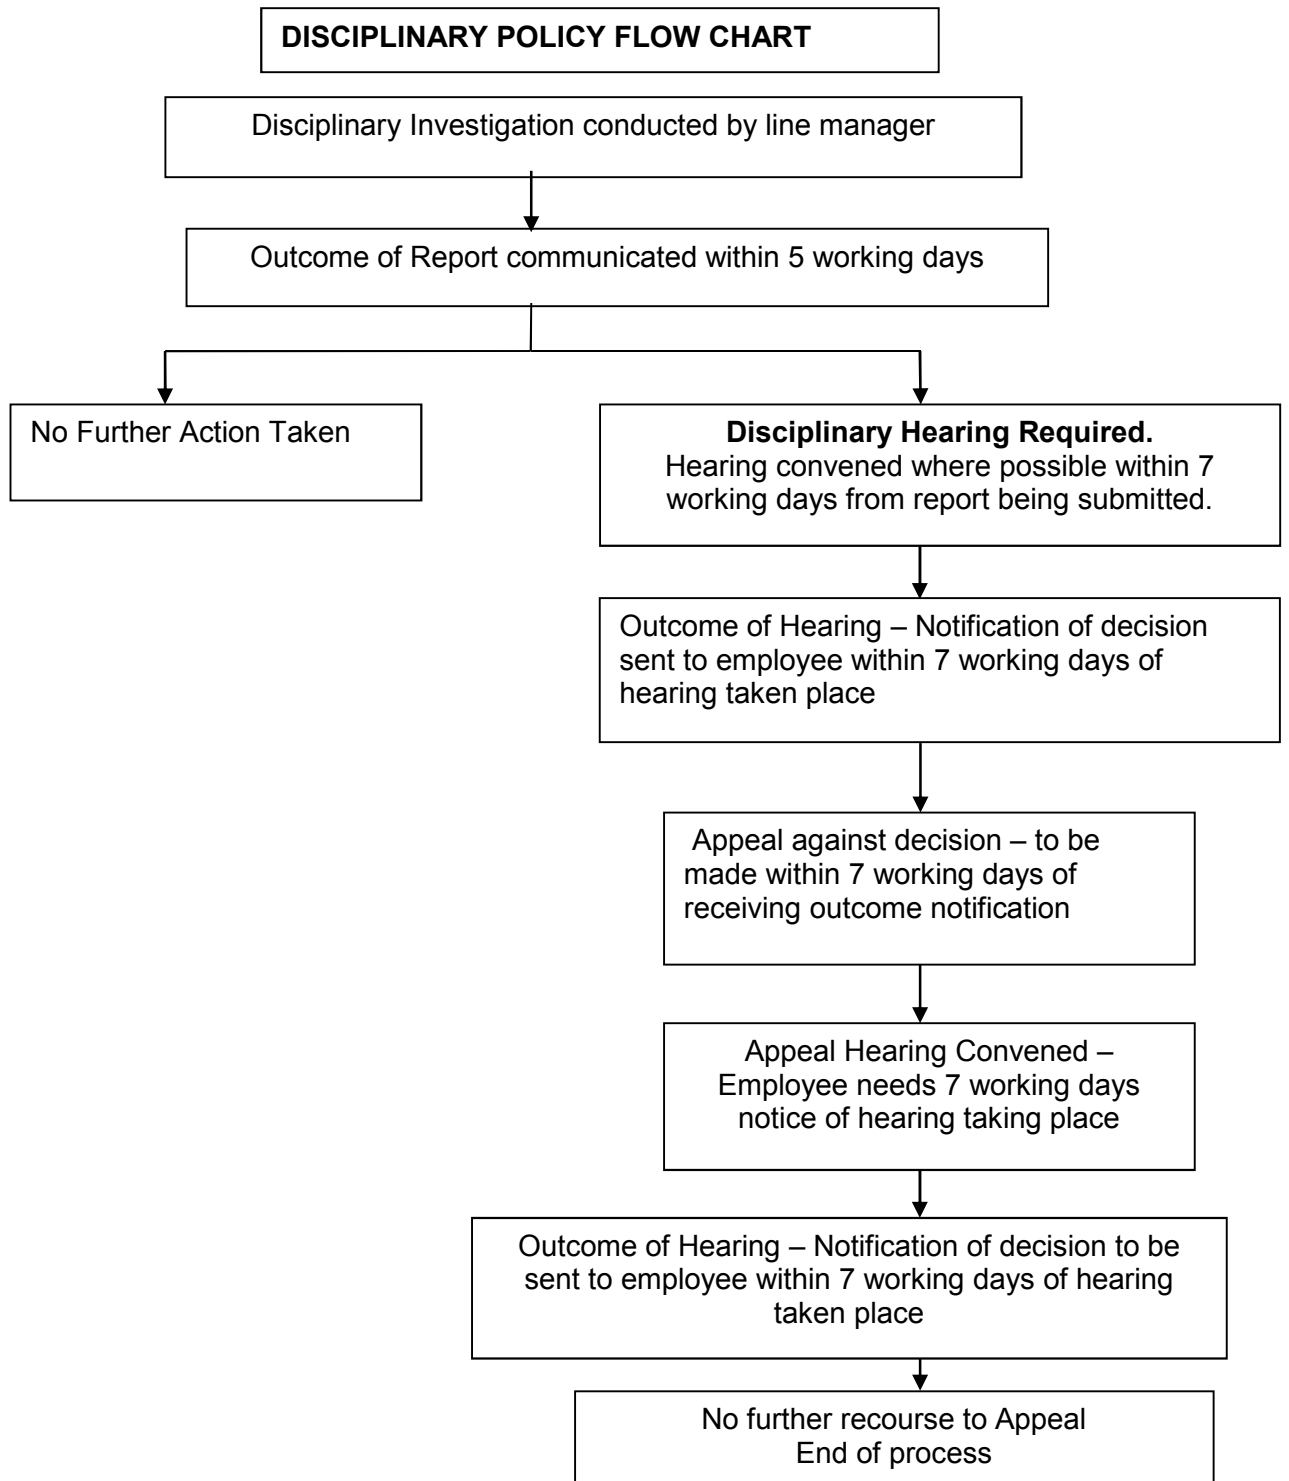 DISCIPLINARY POLICY FLOW CHART
Disciplinary Investigation conducted by line manager
Outcome of Report communicated within 5 working days
No Further Action Taken
Disciplinary Hearing Required.
Hearing convened where possible within 7
working days from report being submitted.
Outcome of Hearing – Notification of decision
sent to employee within 7 working days of
hearing taken place
Appeal against decision – to be
made within 7 working days of
receiving outcome notification
Appeal Hearing Convened –
Employee needs 7 working days
notice of hearing taking place
Outcome of Hearing – Notification of decision to be
sent to employee within 7 working days of hearing
taken place
No further recourse to Appeal
End of process